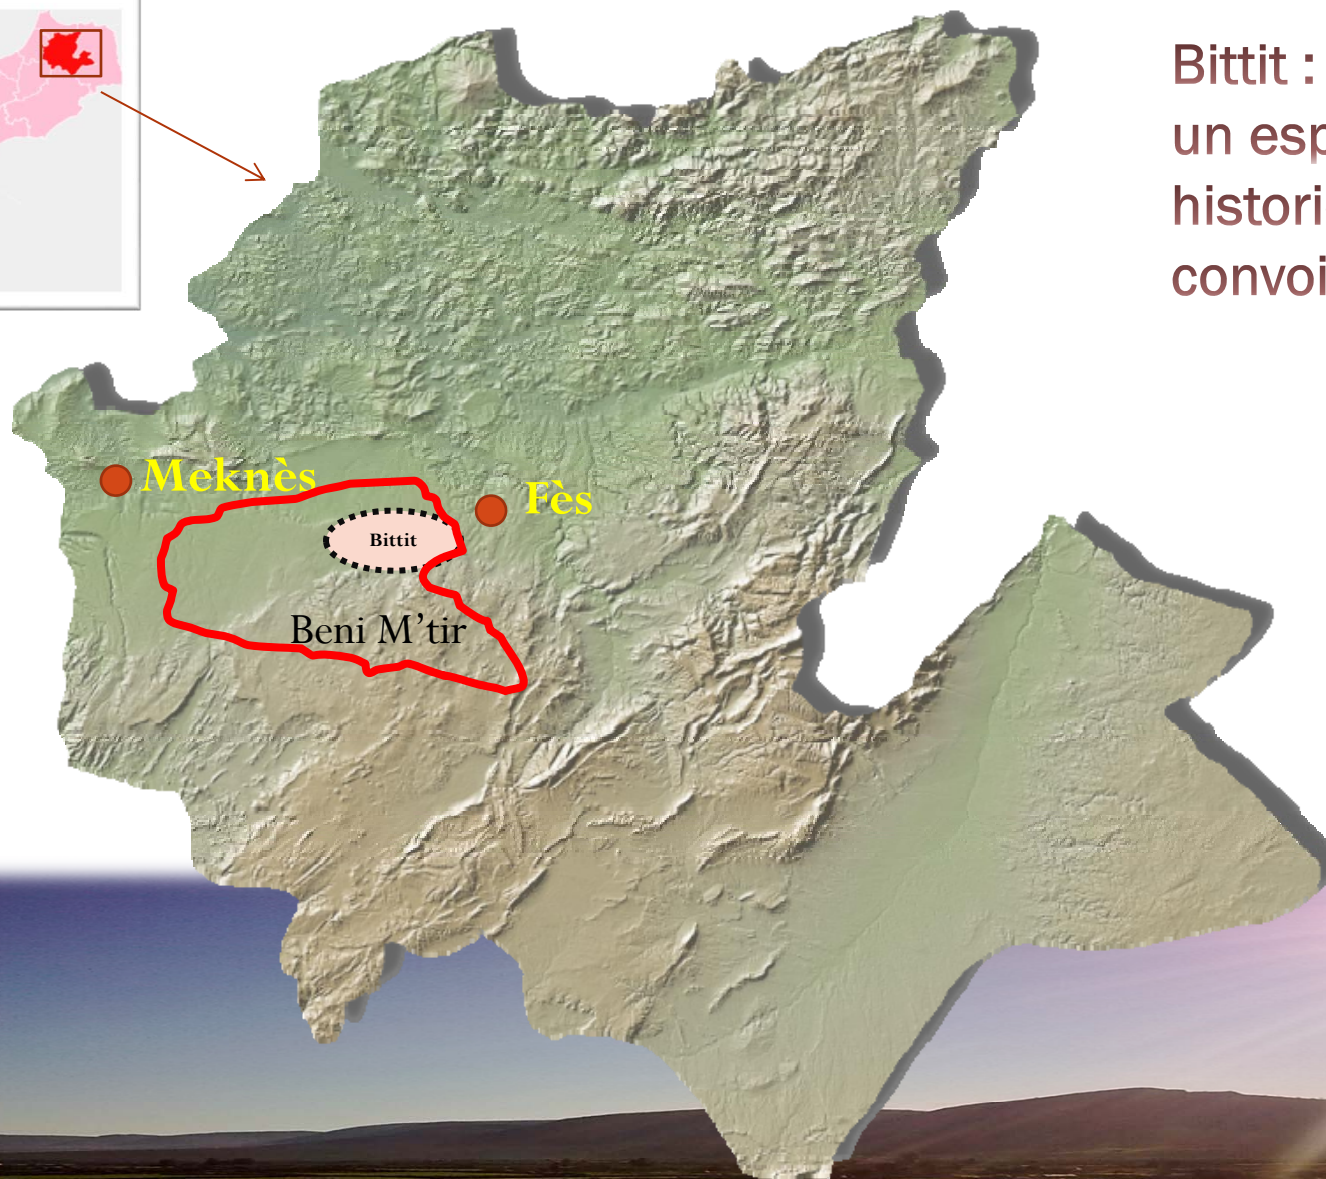 Bittit :
un esp
histori
convoi
Meknès
Fès
Bittit
Beni M’tir